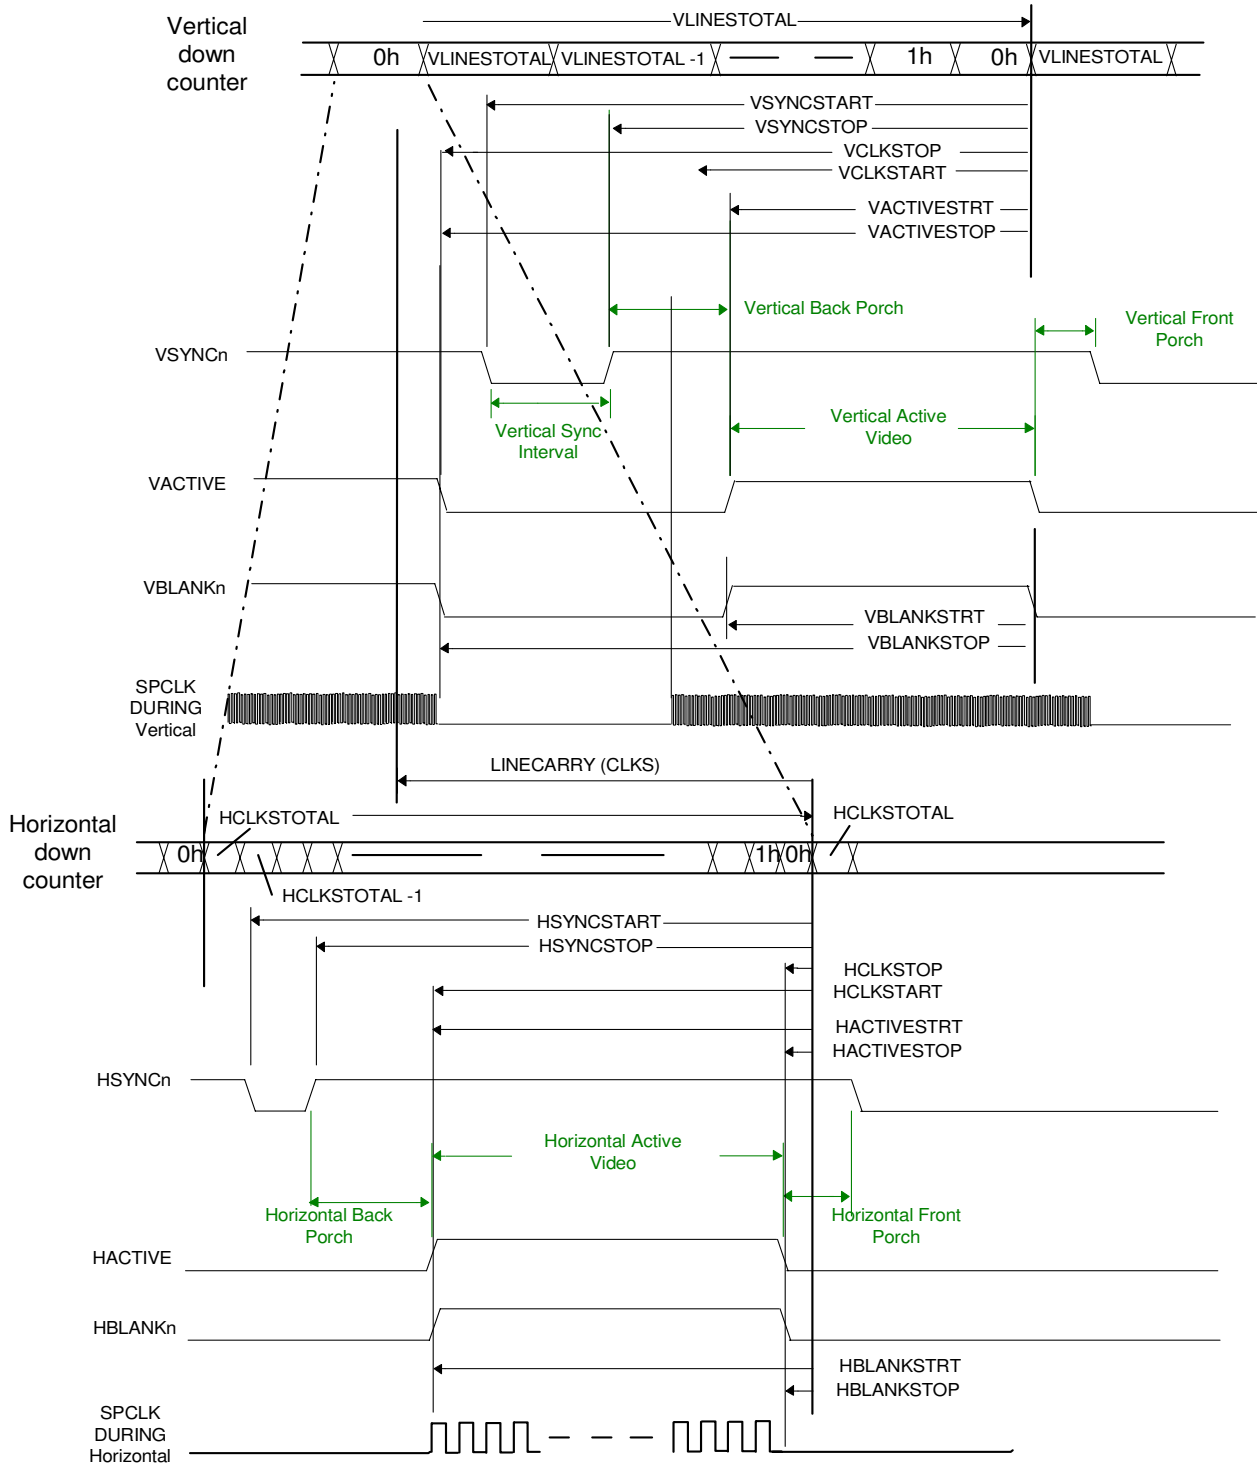 VLINESTOTAL
Vertical
down
counter
0h
VLINESTOTAL
VLINESTOTAL -1
1h
0h
VLINESTOTAL
VSYNCSTART
VSYNCSTOP
VCLKSTOP
VCLKSTART
VACTIVESTRT
VACTIVESTOP
Vertical Back Porch
Vertical Front
Porch
VSYNCn
Vertical Sync
Interval
Vertical Active
Video
VACTIVE
VBLANKn
VBLANKSTRT
VBLANKSTOP
SPCLK
DURING
Vertical
LINECARRY (CLKS)
HCLKSTOTAL
HCLKSTOTAL
Horizontal
down
counter
0h
1h
0h
HCLKSTOTAL -1
HSYNCSTART
HSYNCSTOP
HCLKSTOP
HCLKSTART
HACTIVESTRT
HACTIVESTOP
HSYNCn
Horizontal Active
Video
Horizontal Back
Porch
Horizontal Front
Porch
HACTIVE
HBLANKn
HBLANKSTRT
HBLANKSTOP
SPCLK
DURING
Horizontal